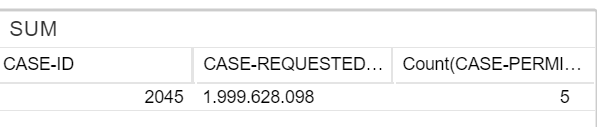 SUM
CASE-ID CASE-REQUESTED... Count(CASE-PERMI...
2045 1.999.628.098 5